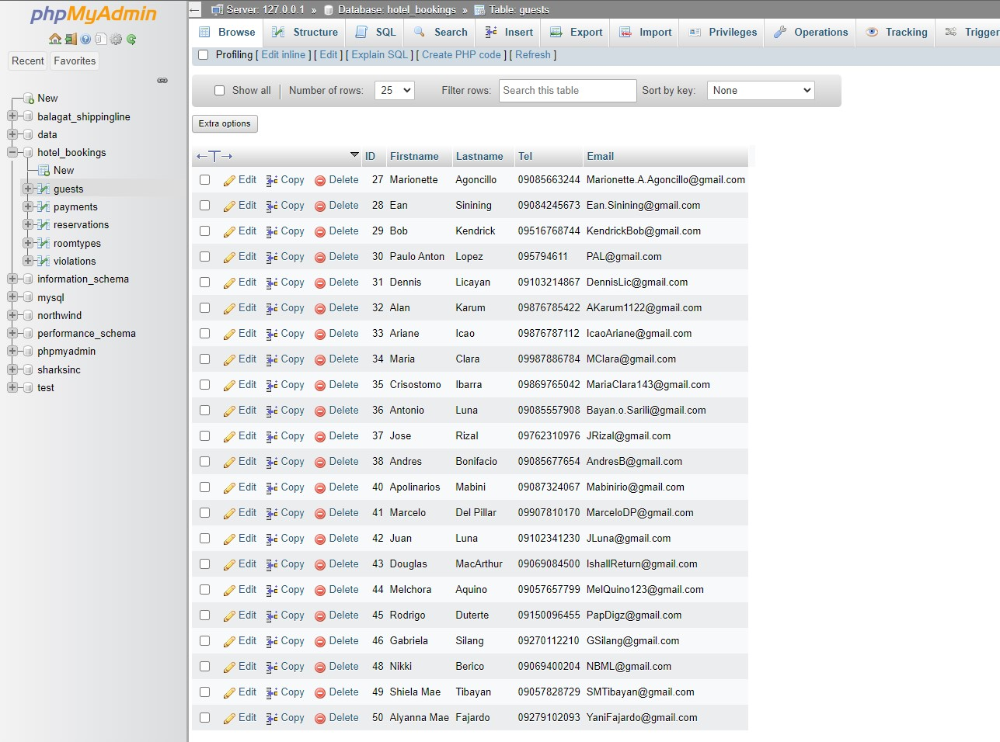 phpMyAdmin
Recent Favorites
New
balagat_shippingline
data
hotel_bookings
New
guests
payments
reservations
roomtypes
violations
information_schema
mysql
northwind
performance_schema
phpmyadmin
sharksinc
test
Server: 127.0.0.1 » Database: hotel_bookings » Table: guests
Browse Structure SQL Search Insert Export Import Privileges Operations Tracking Trigger
Profiling [ Edit inline ] [ Edit ] [ Explain SQL ] [ Create PHP code ] [ Refresh ]
Show all Number of rows: 25 Filter rows: Search this table Sort by key: None
Extra options
ID Firstname Lastname Tel Email
Edit Copy Delete 27 Marionette Agoncillo 09085663244 Marionette.A.Agoncillo@gmail.com
Edit Copy Delete 28 Ean Sinining 09084245673 Ean.Sinining@gmail.com
Edit Copy Delete 29 Bob Kendrick 09516768744 KendrickBob@gmail.com
Edit Copy Delete 30 Paulo Anton Lopez 095794611 PAL@gmail.com
Edit Copy Delete 31 Dennis Licayan 09103214867 DennisLic@gmail.com
Edit Copy Delete 32 Alan Karum 09876785422 AKarum1122@gmail.com
Edit Copy Delete 33 Ariane Icao 09876787112 IcaoAriane@gmail.com
Edit Copy Delete 34 Maria Clara 09987886784 MClara@gmail.com
Edit Copy Delete 35 Crisostomo Ibarra 09869765042 MariaClara143@gmail.com
Edit Copy Delete 36 Antonio Luna 09085557908 Bayan.o.Sarili@gmail.com
Edit Copy Delete 37 Jose Rizal 09762310976 JRizal@gmail.com
Edit Copy Delete 38 Andres Bonifacio 09085677654 AndresB@gmail.com
Edit Copy Delete 40 Apolinarios Mabini 09087324067 Mabinirio@gmail.com
Edit Copy Delete 41 Marcelo Del Pillar 09907810170 MarceloDP@gmail.com
Edit Copy Delete 42 Juan Luna 09102341230 JLuna@gmail.com
Edit Copy Delete 43 Douglas MacArthur 09069084500 IshallReturn@gmail.com
Edit Copy Delete 44 Melchora Aquino 09057657799 MelQuino123@gmail.com
Edit Copy Delete 45 Rodrigo Duterte 09150096455 PapDigz@gmail.com
Edit Copy Delete 46 Gabriela Silang 09270112210 GSilang@gmail.com
Edit Copy Delete 48 Nikki Berico 09069400204 NBML@gmail.com
Edit Copy Delete 49 Shiela Mae Tibayan 09057828729 SMTibayan@gmail.com
Edit Copy Delete 50 Alyanna Mae Fajardo 09279102093 YaniFajardo@gmail.com